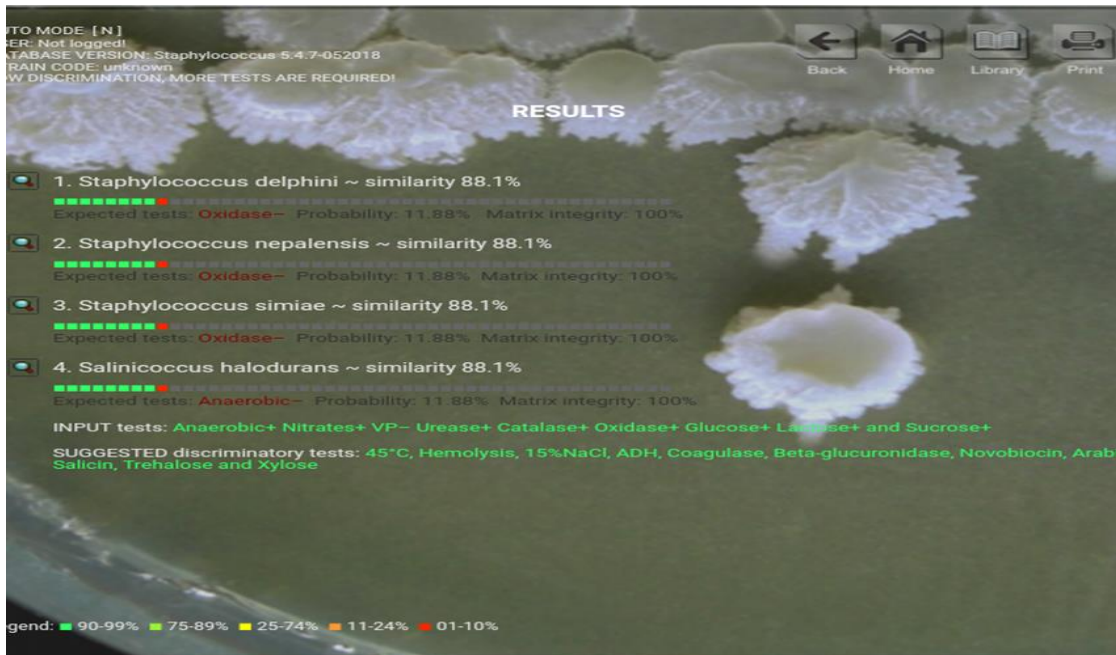 UTO MODE [ N ]
SER: Not logged!
TABASE VERSION: Staphylococcus 5.4.7-052018
TRAIN CODE: unknown
W DISCRIMINATION, MORE TESTS ARE REQUIRED!
Back Home Library Print
RESULTS
1. Staphylococcus delphini ~ similarity 88.1%
Expected tests: Oxidase− Probability: 11.88% Matrix integrity: 100%
2. Staphylococcus nepalensis ~ similarity 88.1%
Expected tests: Oxidase− Probability: 11.88% Matrix integrity: 100%
3. Staphylococcus simiae ~ similarity 88.1%
Expected tests: Oxidase− Probability: 11.88% Matrix integrity: 100%
4. Salinicoccus halodurans ~ similarity 88.1%
Expected tests: Anaerobic− Probability: 11.88% Matrix integrity: 100%
INPUT tests: Anaerobic+ Nitrates+ VP− Urease+ Catalase+ Oxidase+ Glucose+ Lactose+ and Sucrose+
SUGGESTED discriminatory tests: 45°C, Hemolysis, 15%NaCl, ADH, Coagulase, Beta-glucuronidase, Novobiocin, Arab
Salicin, Trehalose and Xylose
gend: 90-99% 75-89% 25-74% 11-24% 01-10%